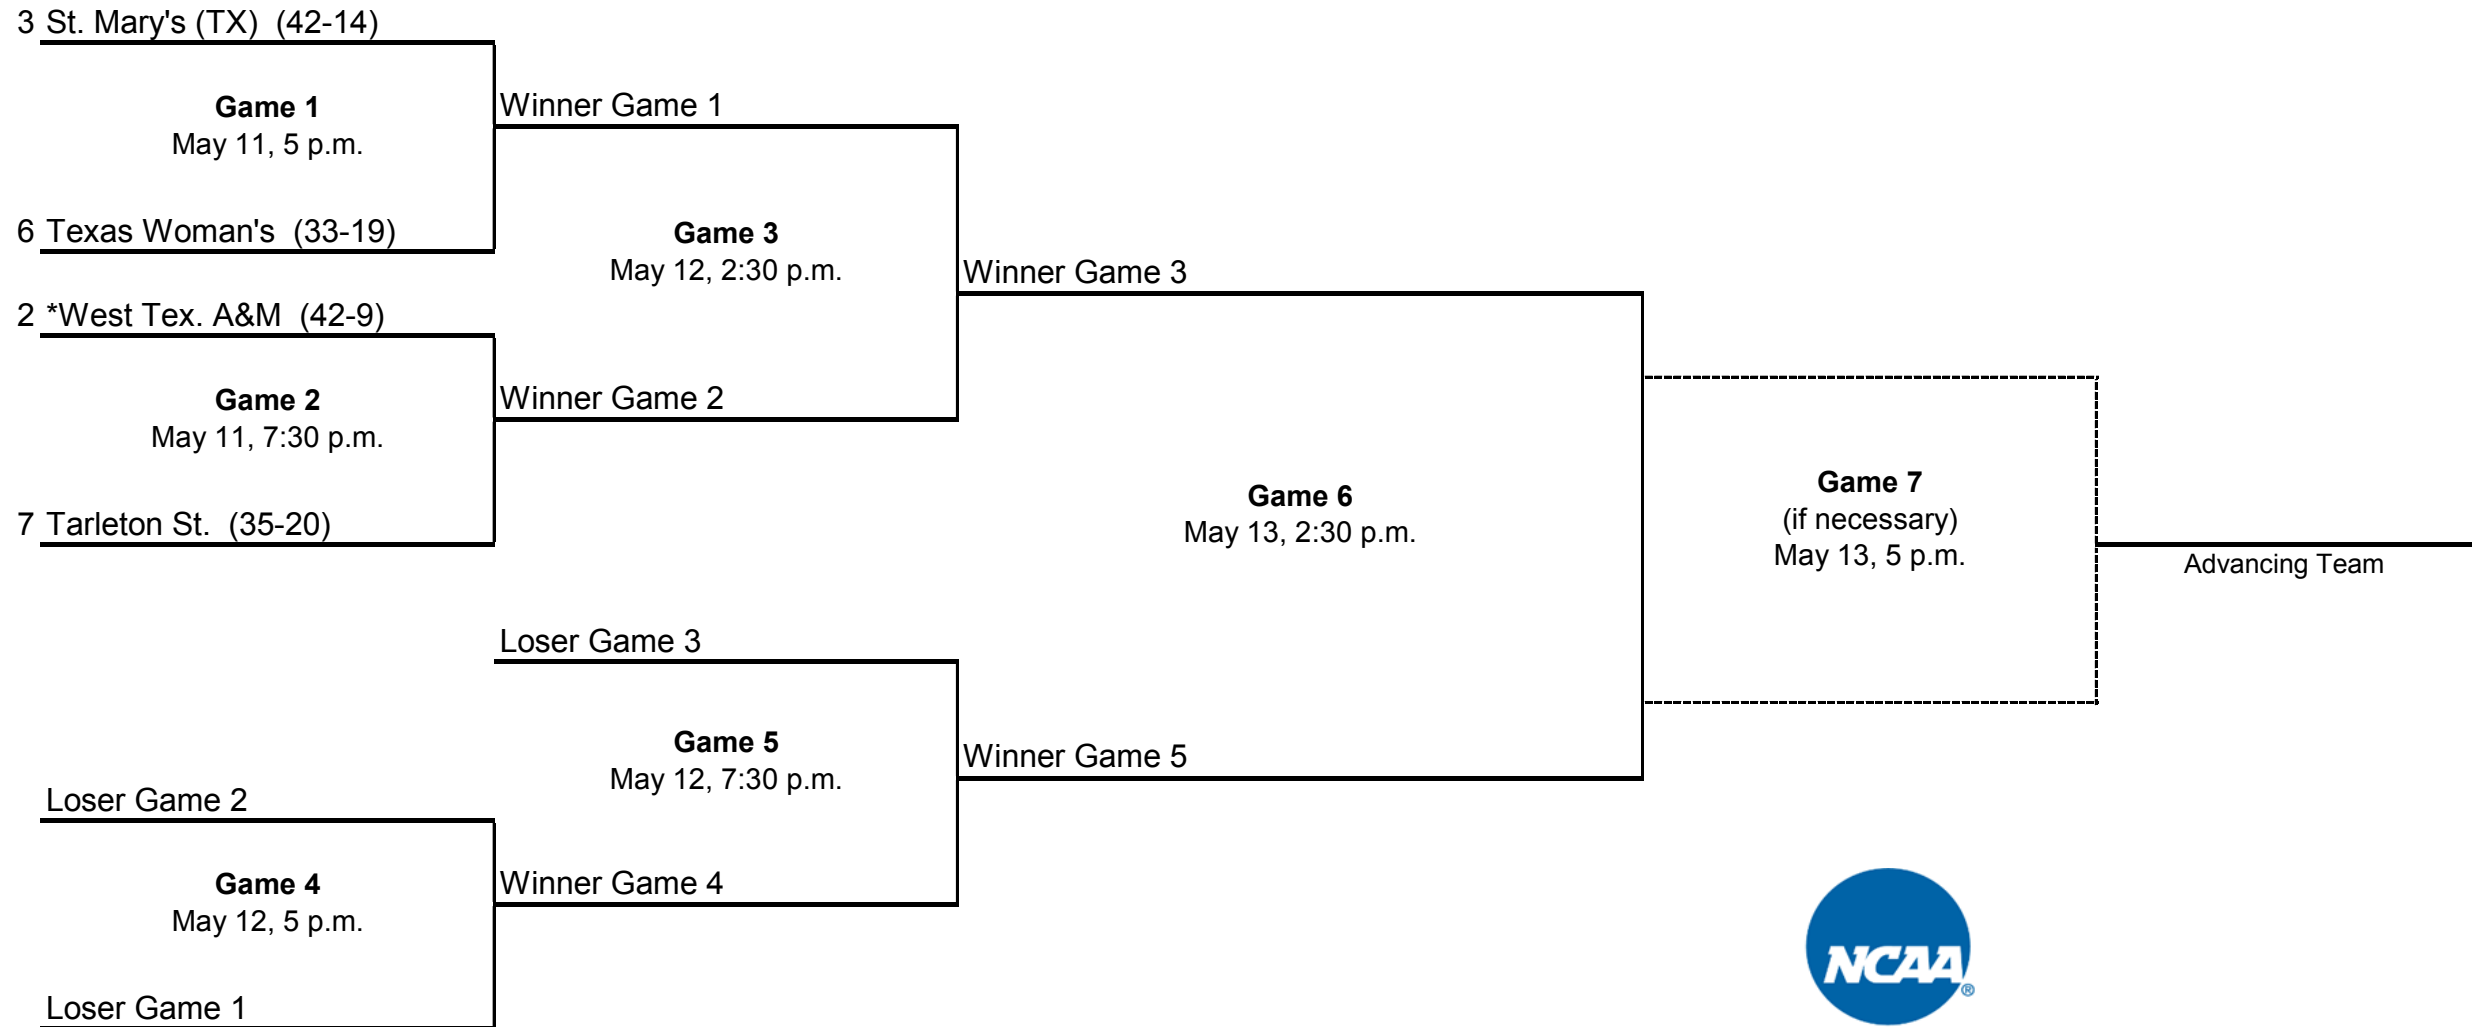 3 St. Mary's (TX) (42-14)
Game 1
May 11, 5 p.m.
6 Texas Woman's (33-19)
Winner Game 1
2 *West Tex. A&M (42-9)
Game 2
May 11, 7:30 p.m.
7 Tarleton St. (35-20)
Winner Game 2
Game 3
May 12, 2:30 p.m.
Winner Game 3
Game 6
May 13, 2:30 p.m.
Game 7
(if necessary)
May 13, 5 p.m.
Advancing Team
Loser Game 3
Game 5
May 12, 7:30 p.m.
Winner Game 5
Loser Game 2
Game 4
May 12, 5 p.m.
Loser Game 1
Winner Game 4
NCAA®